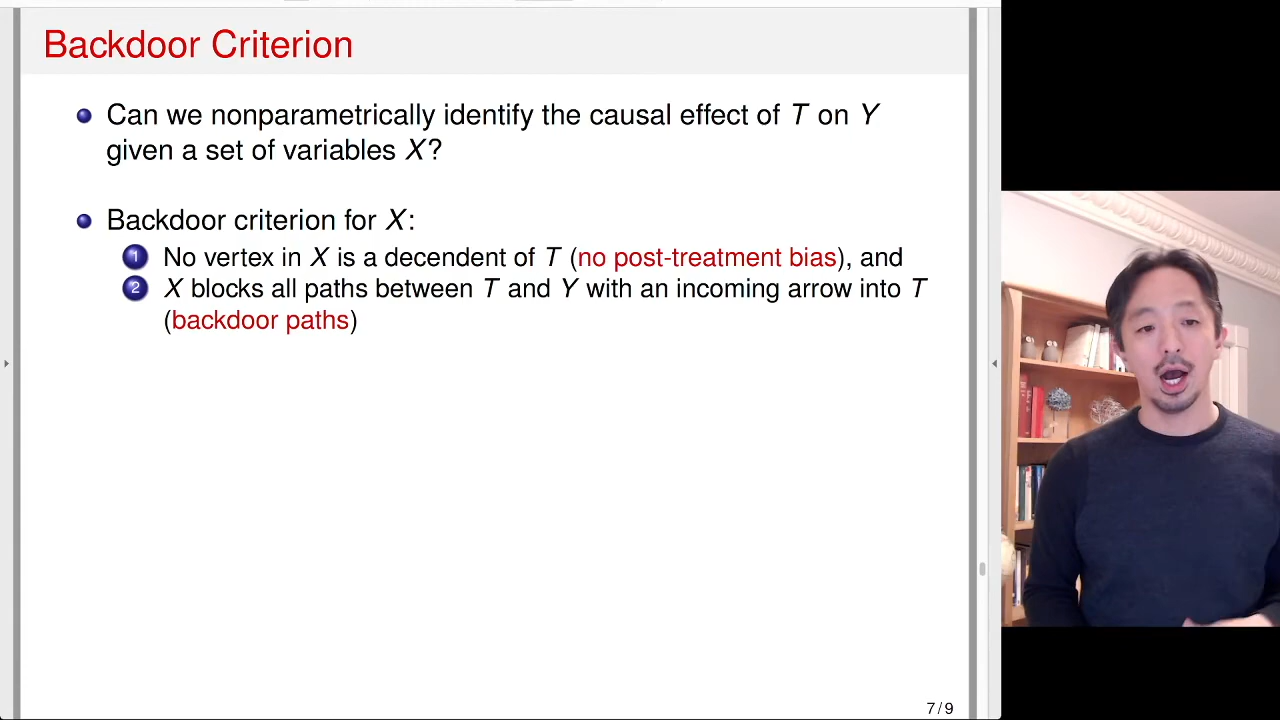 Backdoor Criterion
Can we nonparametrically identify the causal effect of T on Y
given a set of variables X?
Backdoor criterion for X:
1 No vertex in X is a decendent of T (no post-treatment bias), and
2 X blocks all paths between T and Y with an incoming arrow into T
(backdoor paths)
7/9